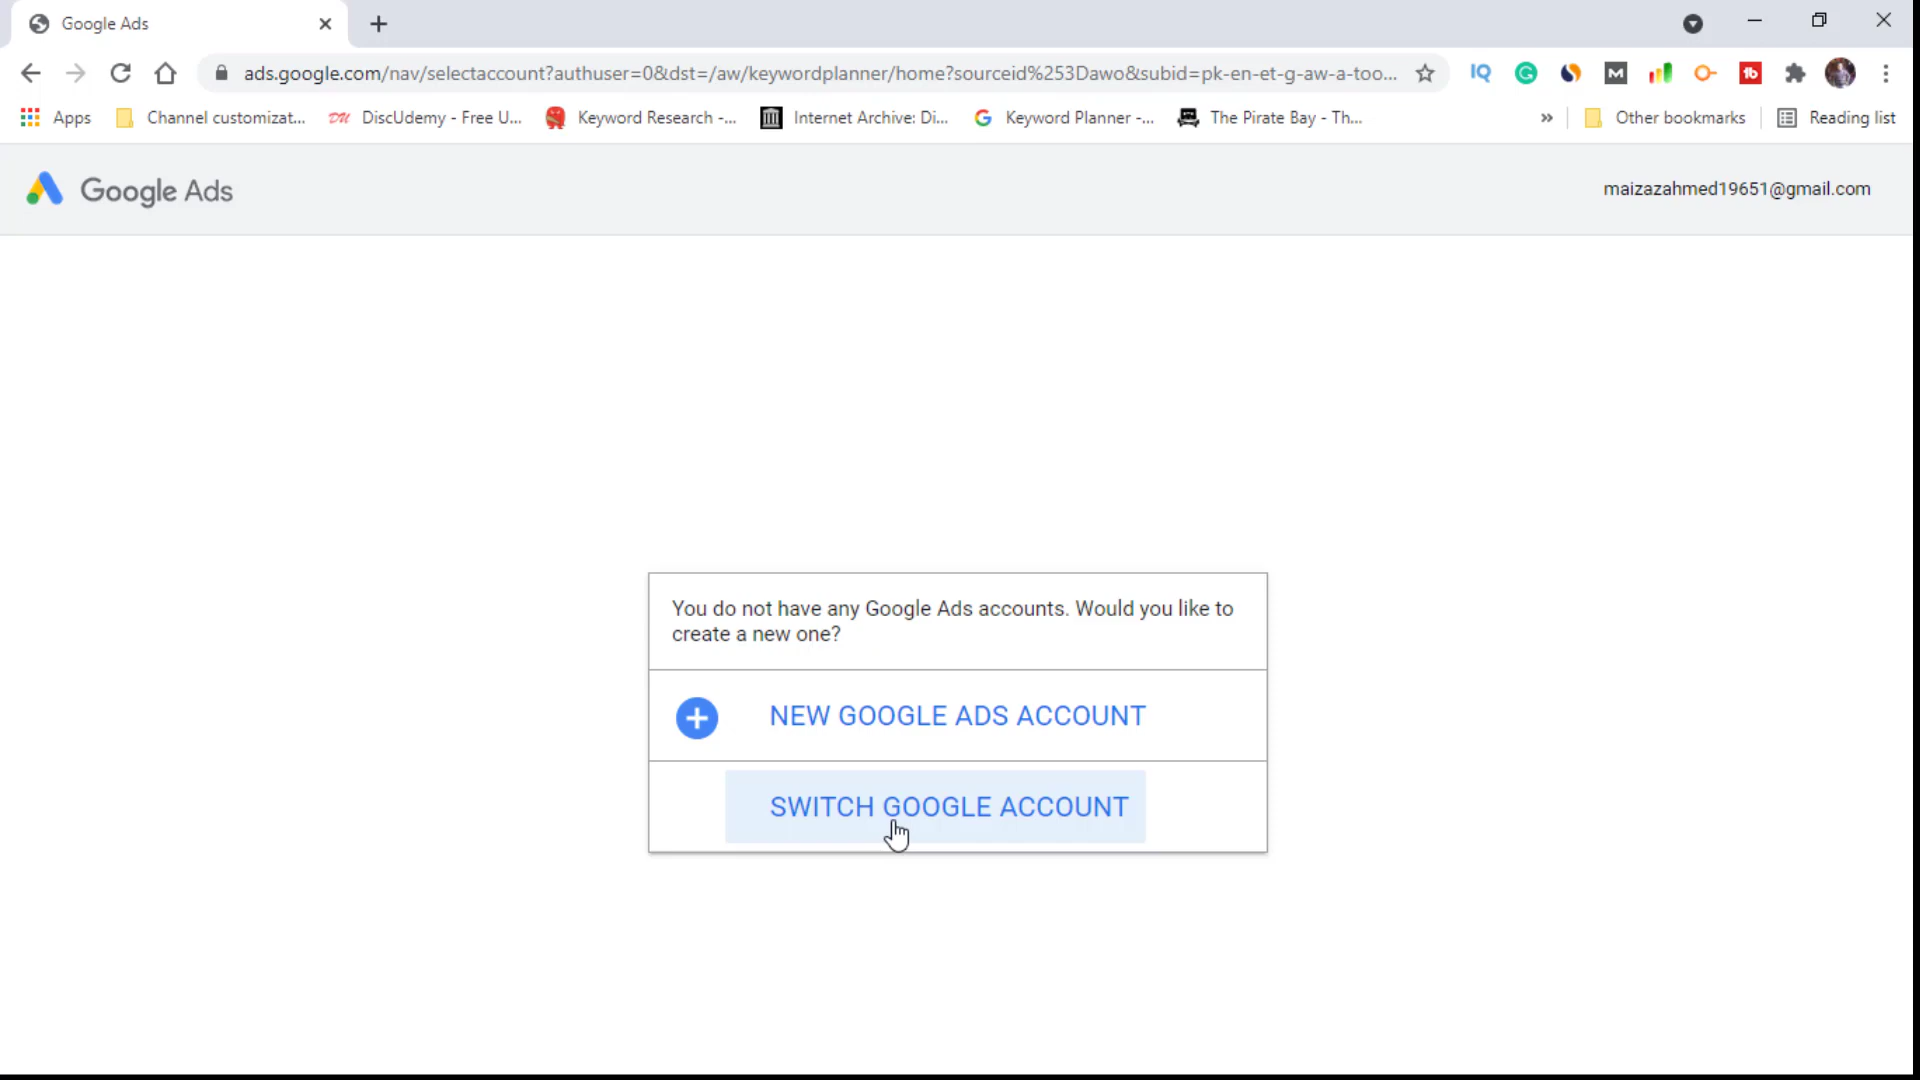 Google Ads
ads.google.com/nav/selectaccount?authuser=0&dst=/aw/keywordplanner/home?sourceid%253Dawo&subid=pk-en-et-g-aw-a-too...
IQ
M
tb
Apps
Channel customizat...
DU
DiscUdemy - Free U...
Keyword Research -...
Internet Archive: Di...
Keyword Planner -...
The Pirate Bay - Th...
»
Other bookmarks
Reading list
Google Ads
maizazahmed19651@gmail.com
You do not have any Google Ads accounts. Would you like to
create a new one?
NEW GOOGLE ADS ACCOUNT
SWITCH GOOGLE ACCOUNT